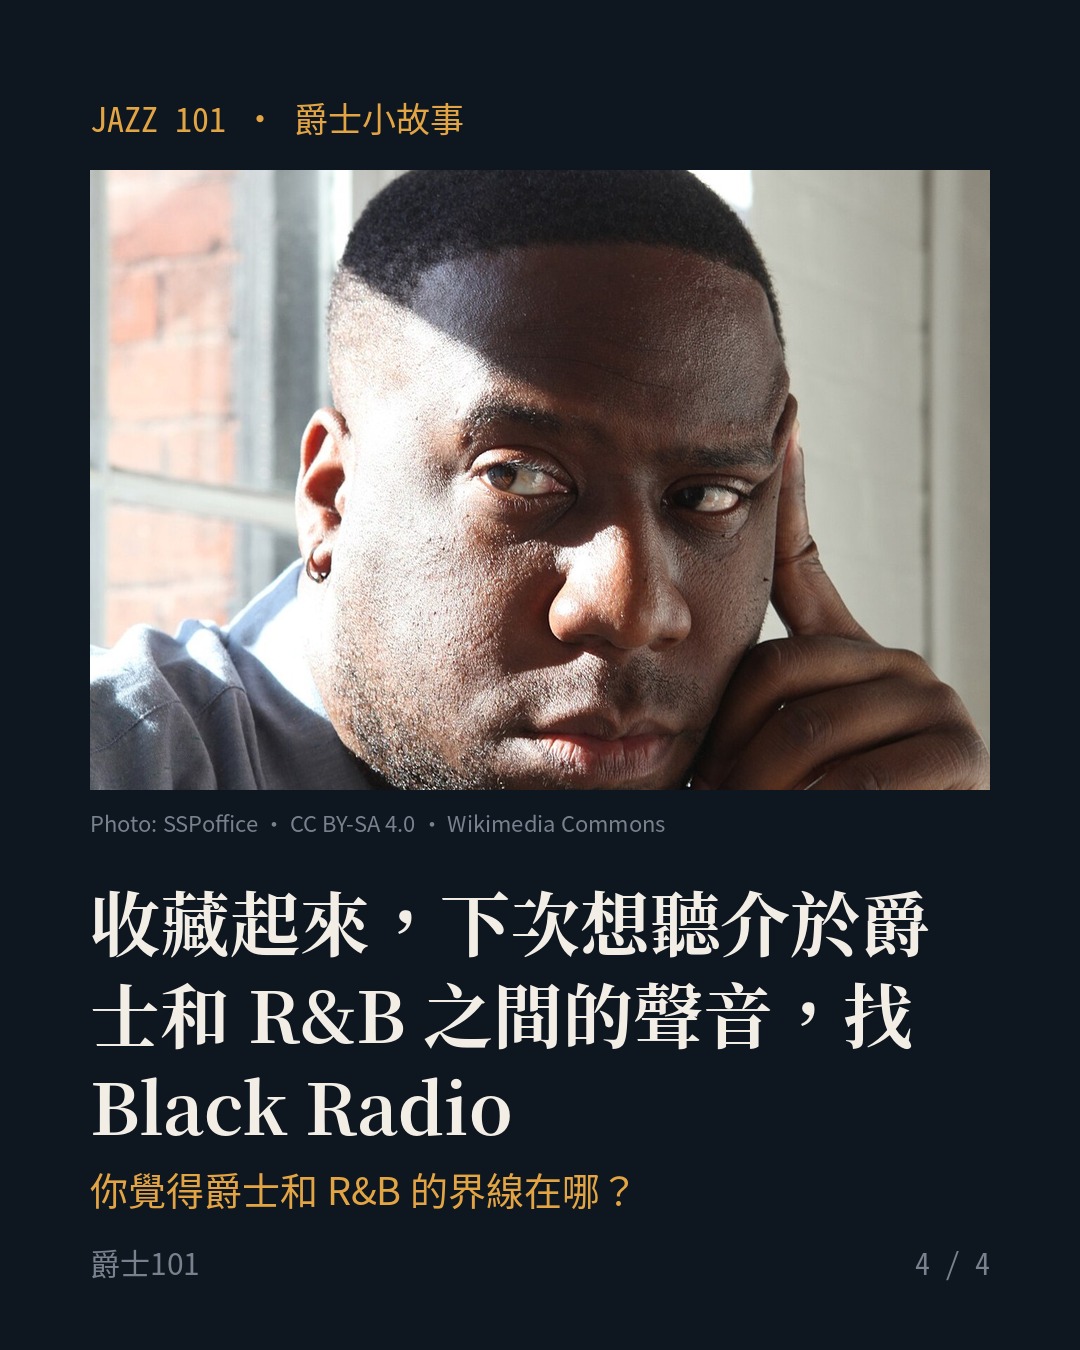 JAZZ 101 · 爵士小故事
Photo: SSPoffice · CC BY-SA 4.0 · Wikimedia Commons
收藏起來，下次想聽介於爵
士和 R&B 之間的聲音，找
Black Radio
你覺得爵士和 R&B 的界線在哪？
爵士101
4 / 4